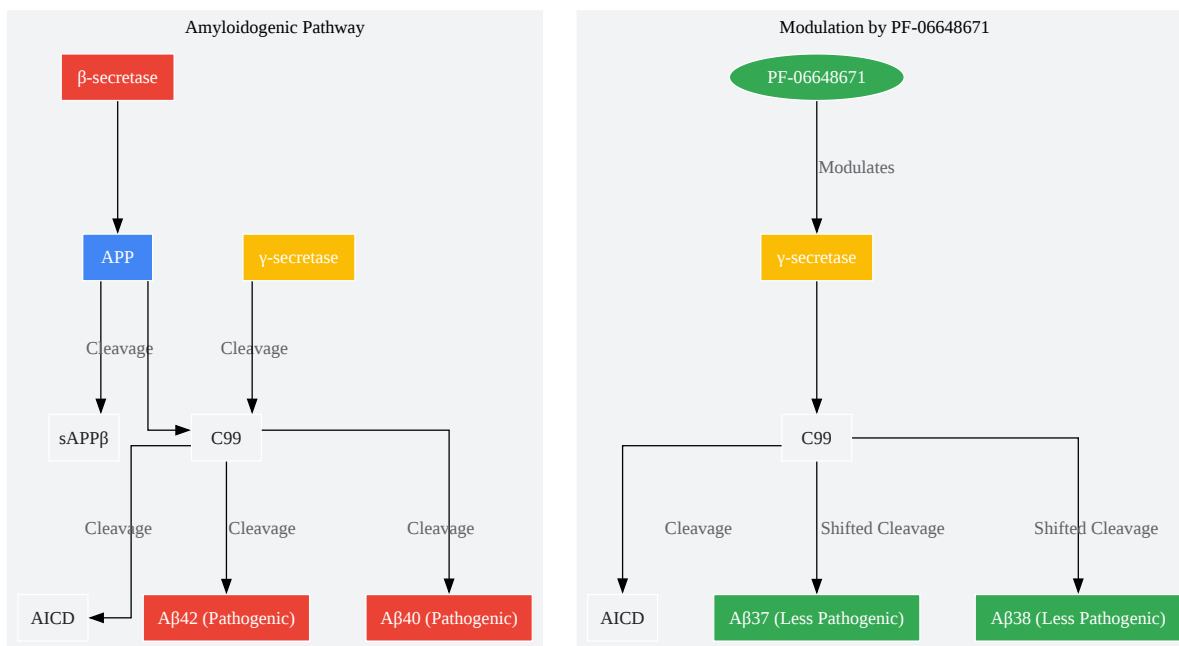 Amyloidogenic Pathway
β-secretase
APP
γ-secretase
Cleavage
Cleavage
sAPPβ
C99
Cleavage
Cleavage
Cleavage
AICD
Aβ42 (Pathogenic)
Aβ40 (Pathogenic)
Modulation by PF-06648671
PF-06648671
Modulates
γ-secretase
C99
Cleavage
Shifted Cleavage
Shifted Cleavage
AICD
Aβ37 (Less Pathogenic)
Aβ38 (Less Pathogenic)